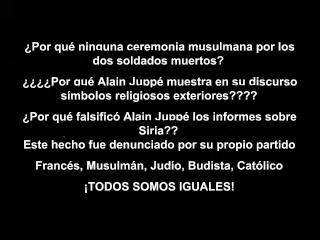 ¿Por qué ninguna ceremonia musulmana por los
dos soldados muertos?
¿¿¿¿Por qué Alain Juppé muestra en su discurso
símbolos religiosos exteriores????
¿Por qué falsificó Alain Juppé los informes sobre
Siria??
Este hecho fue denunciado por su propio partido
Francés, Musulmán, Judío, Budista, Católico
¡TODOS SOMOS IGUALES!